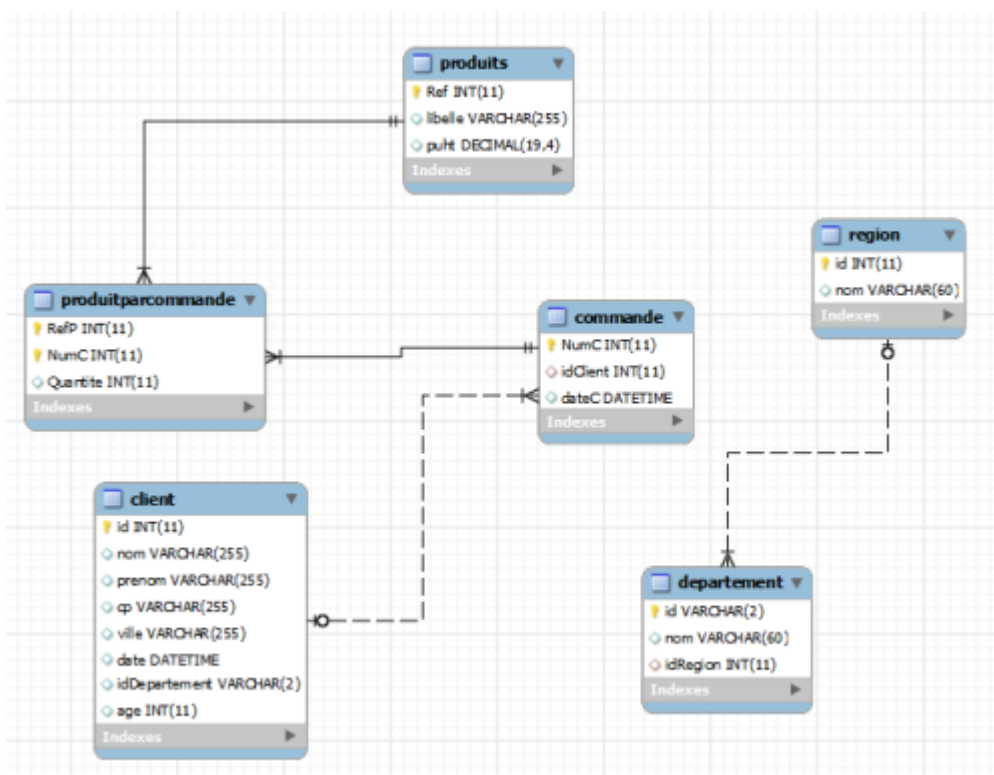 produits
Ref INT(11)
libelle VARCHAR(255)
puht DECIMAL(19,4)
Indexes
region
id INT(11)
nom VARCHAR(60)
Indexes
produitparcommande
RefP INT(11)
NumC INT(11)
Quantite INT(11)
Indexes
commande
NumC INT(11)
idClient INT(11)
dateC DATETIME
Indexes
client
id INT(11)
nom VARCHAR(255)
prenom VARCHAR(255)
cp VARCHAR(255)
ville VARCHAR(255)
date DATETIME
idDepartement VARCHAR(2)
age INT(11)
Indexes
departement
id VARCHAR(2)
nom VARCHAR(60)
idRegion INT(11)
Indexes